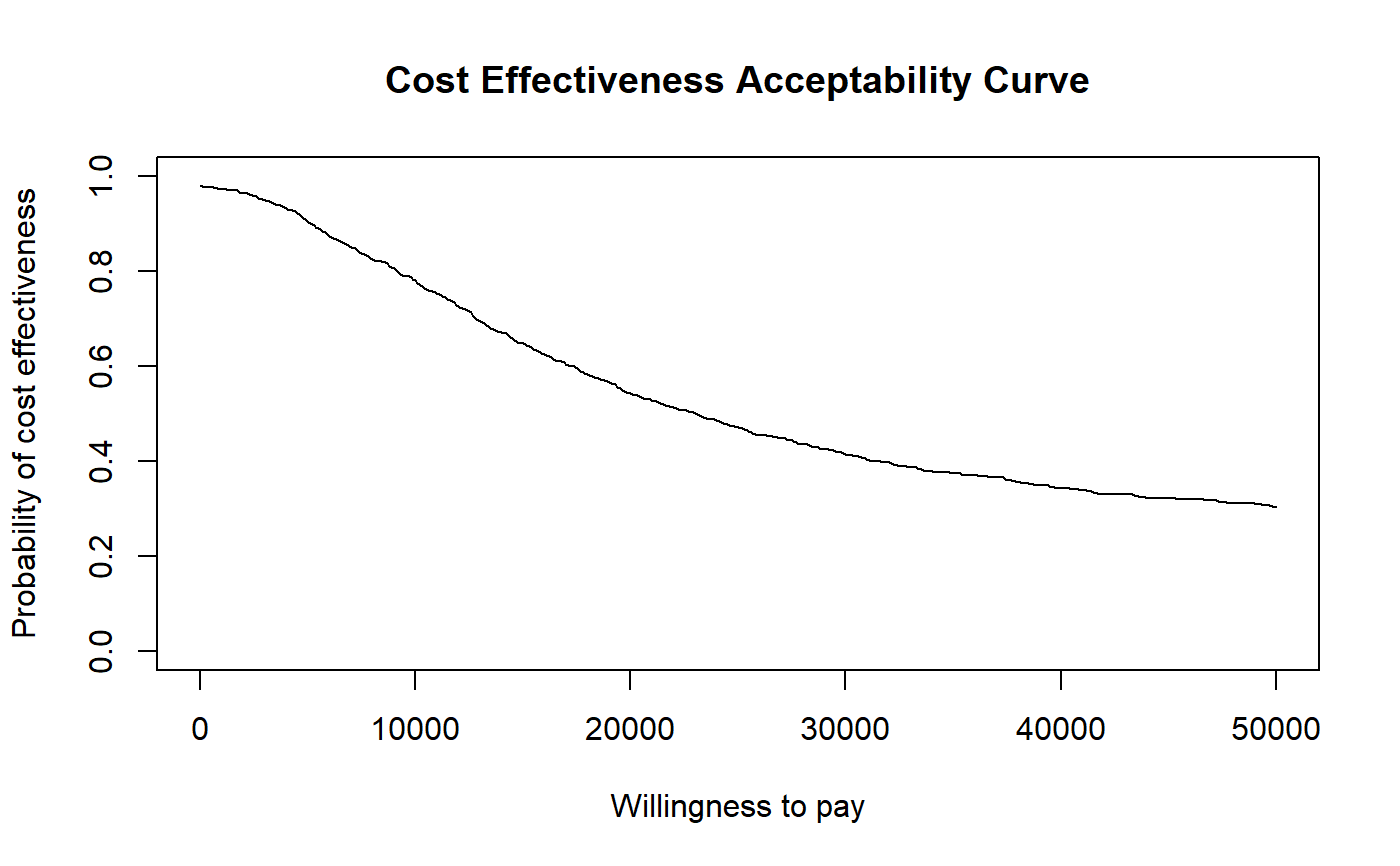 Cost Effectiveness Acceptability Curve
Probability of cost effectiveness
1.0
0.8
0.6
0.4
0.2
0.0
0 10000 20000 30000 40000 50000
Willingness to pay